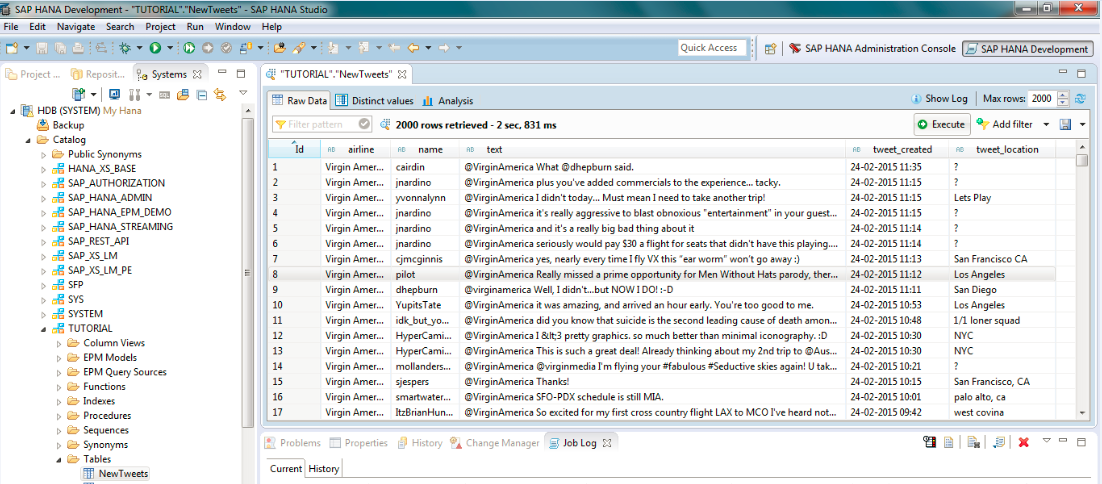 SAP HANA Development - "TUTORIAL"."NewTweets" - SAP HANA Studio
File Edit Navigate Search Project Run Window Help
Quick Access SAP HANA Administration Console SAP HANA Development
Project ... Reposit... Systems
HDB (SYSTEM) My Hana
Backup
Catalog
Public Synonyms
HANA_XS_BASE
SAP_AUTHORIZATION
SAP_HANA_ADMIN
SAP_HANA_EPM_DEMO
SAP_HANA_STREAMING
SAP_REST_API
SAP_XS_LM
SAP_XS_LM_PE
SFP
SYS
SYSTEM
TUTORIAL
Column Views
EPM Models
EPM Query Sources
Functions
Indexes
Procedures
Sequences
Synonyms
Tables
NewTweets
"TUTORIAL"."NewTweets"
Raw Data Distinct values Analysis Show Log Max rows: 2000
Filter pattern 2000 rows retrieved - 2 sec, 831 ms Execute Add filter
Id airline name text tweet_created tweet_location
1 Virgin Amer... cairdin @VirginAmerica What @dhepburn said. 24-02-2015 11:35 ?
2 Virgin Amer... jnardino @VirginAmerica plus you've added commercials to the experience... tacky. 24-02-2015 11:15 ?
3 Virgin Amer... yvonnalynn @VirginAmerica I didn't today... Must mean I need to take another trip! 24-02-2015 11:15 Lets Play
4 Virgin Amer... jnardino @VirginAmerica it's really aggressive to blast obnoxious "entertainment" in your guest... 24-02-2015 11:15 ?
5 Virgin Amer... jnardino @VirginAmerica and it's a really big bad thing about it 24-02-2015 11:14 ?
6 Virgin Amer... jnardino @VirginAmerica seriously would pay $30 a flight for seats that didn't have this playing.... 24-02-2015 11:14 ?
7 Virgin Amer... cjmcginnis @VirginAmerica yes, nearly every time I fly VX this “ear worm” won’t go away :) 24-02-2015 11:13 San Francisco CA
8 Virgin Amer... pilot @VirginAmerica Really missed a prime opportunity for Men Without Hats parody, ther... 24-02-2015 11:12 Los Angeles
9 Virgin Amer... dhepburn @virginamerica Well, I didn't...but NOW I DO! :-D 24-02-2015 11:11 San Diego
10 Virgin Amer... YupitsTate @VirginAmerica it was amazing, and arrived an hour early. You're too good to me. 24-02-2015 10:53 Los Angeles
11 Virgin Amer... idk_but_yo... @VirginAmerica did you know that suicide is the second leading cause of death amon... 24-02-2015 10:48 1/1 loner squad
12 Virgin Amer... HyperCami... @VirginAmerica I &lt;3 pretty graphics. so much better than minimal iconography. :D 24-02-2015 10:30 NYC
13 Virgin Amer... HyperCami... @VirginAmerica This is such a great deal! Already thinking about my 2nd trip to @Aus... 24-02-2015 10:30 NYC
14 Virgin Amer... mollanders... @VirginAmerica @virginmedia I'm flying your #fabulous #Seductive skies again! U tak... 24-02-2015 10:21 ?
15 Virgin Amer... sjespers @VirginAmerica Thanks! 24-02-2015 10:15 San Francisco, CA
16 Virgin Amer... smartwater... @VirginAmerica SFO-PDX schedule is still MIA. 24-02-2015 10:01 palo alto, ca
17 Virgin Amer... ItzBrianHun... @VirginAmerica So excited for my first cross country flight LAX to MCO I've heard not... 24-02-2015 09:42 west covina
Problems Properties History Change Manager Job Log
Current History